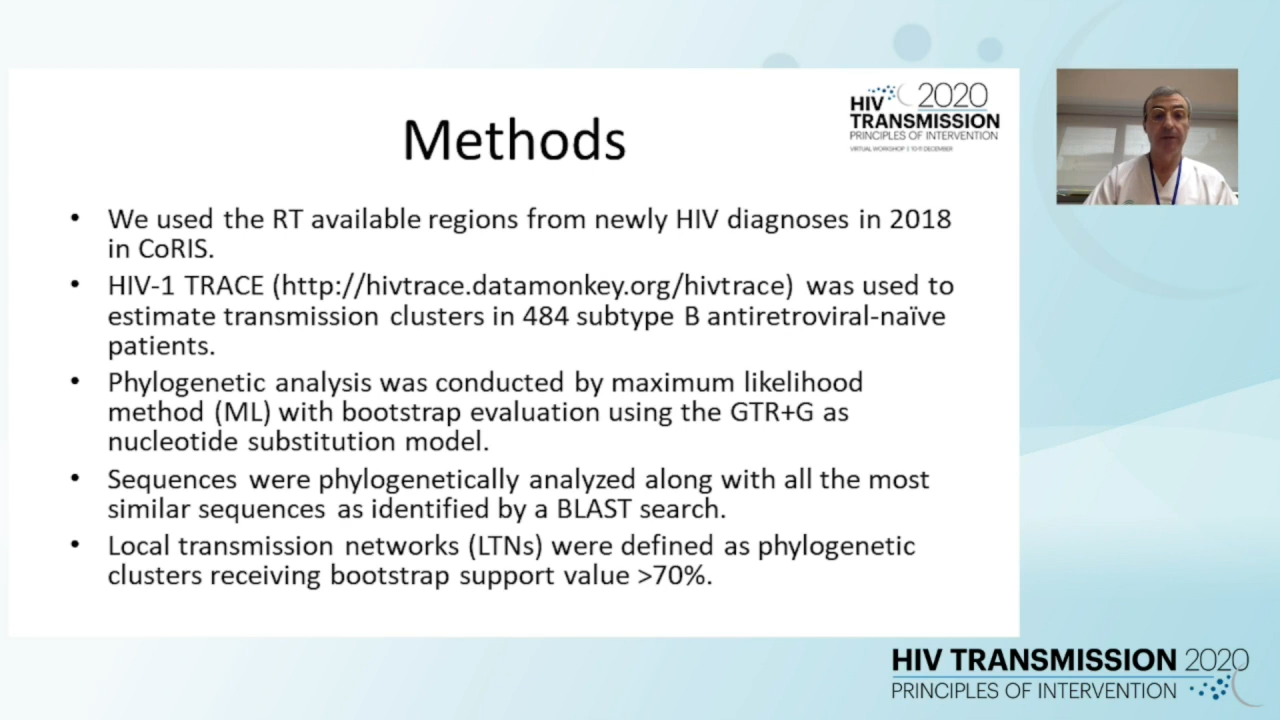 HIV 2020
TRANSMISSION
PRINCIPLES OF INTERVENTION
VIRTUAL WORKSHOP | 10-11 DECEMBER
Methods
• We used the RT available regions from newly HIV diagnoses in 2018
in CoRIS.
• HIV-1 TRACE (http://hivtrace.datamonkey.org/hivtrace) was used to
estimate transmission clusters in 484 subtype B antiretroviral-naïve
patients.
• Phylogenetic analysis was conducted by maximum likelihood
method (ML) with bootstrap evaluation using the GTR+G as
nucleotide substitution model.
• Sequences were phylogenetically analyzed along with all the most
similar sequences as identified by a BLAST search.
• Local transmission networks (LTNs) were defined as phylogenetic
clusters receiving bootstrap support value >70%.
HIV TRANSMISSION 2020
PRINCIPLES OF INTERVENTION